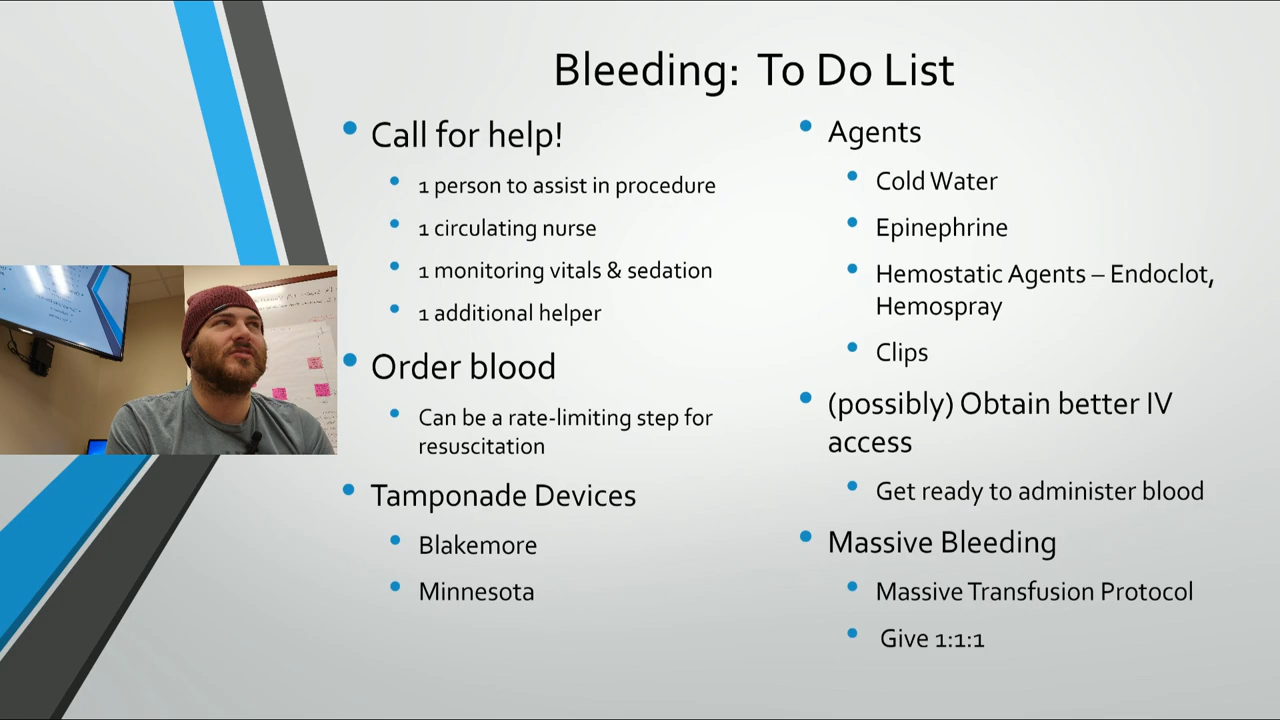 Bleeding: To Do List
Call for help!
1 person to assist in procedure
1 circulating nurse
1 monitoring vitals & sedation
1 additional helper
Order blood
Can be a rate-limiting step for
resuscitation
Tamponade Devices
Blakemore
Minnesota
Agents
Cold Water
Epinephrine
Hemostatic Agents – Endoclot,
Hemospray
Clips
(possibly) Obtain better IV
access
Get ready to administer blood
Massive Bleeding
Massive Transfusion Protocol
Give 1:1:1